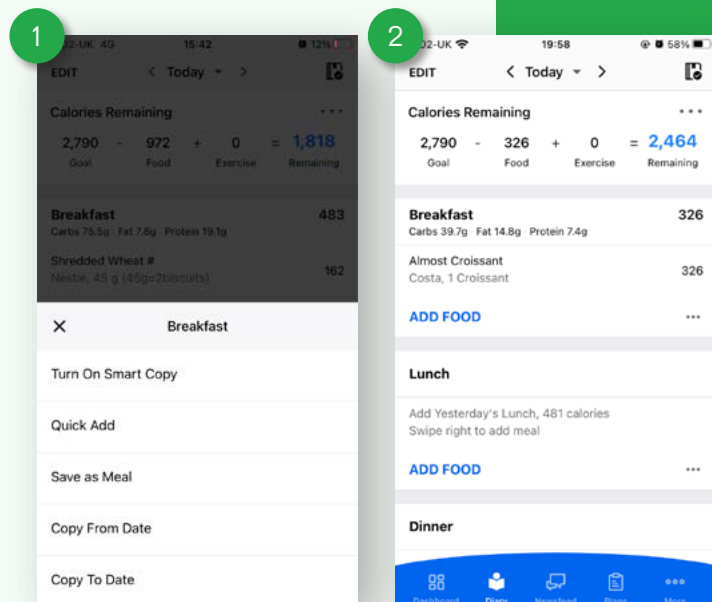 1
O2-UK 4G 15:42 12%
EDIT < Today >
Calories Remaining
2,790 - 972 + 0 = 1,818
Goal Food Exercise Remaining
Breakfast 483
Carbs 75.5g · Fat 7.8g · Protein 19.1g
Shredded Wheat # 162
Nestle, 45 g (45g=2biscuits)
Breakfast
Turn On Smart Copy
Quick Add
Save as Meal
Copy From Date
Copy To Date
2
O2-UK 19:58 58%
EDIT < Today >
Calories Remaining
2,790 - 326 + 0 = 2,464
Goal Food Exercise Remaining
Breakfast 326
Carbs 39.7g · Fat 14.8g · Protein 7.4g
Almost Croissant 326
Costa, 1 Croissant
ADD FOOD
Lunch
Add Yesterday's Lunch, 481 calories
Swipe right to add meal
ADD FOOD
Dinner
Dashboard Diary Newsfeed Plans More